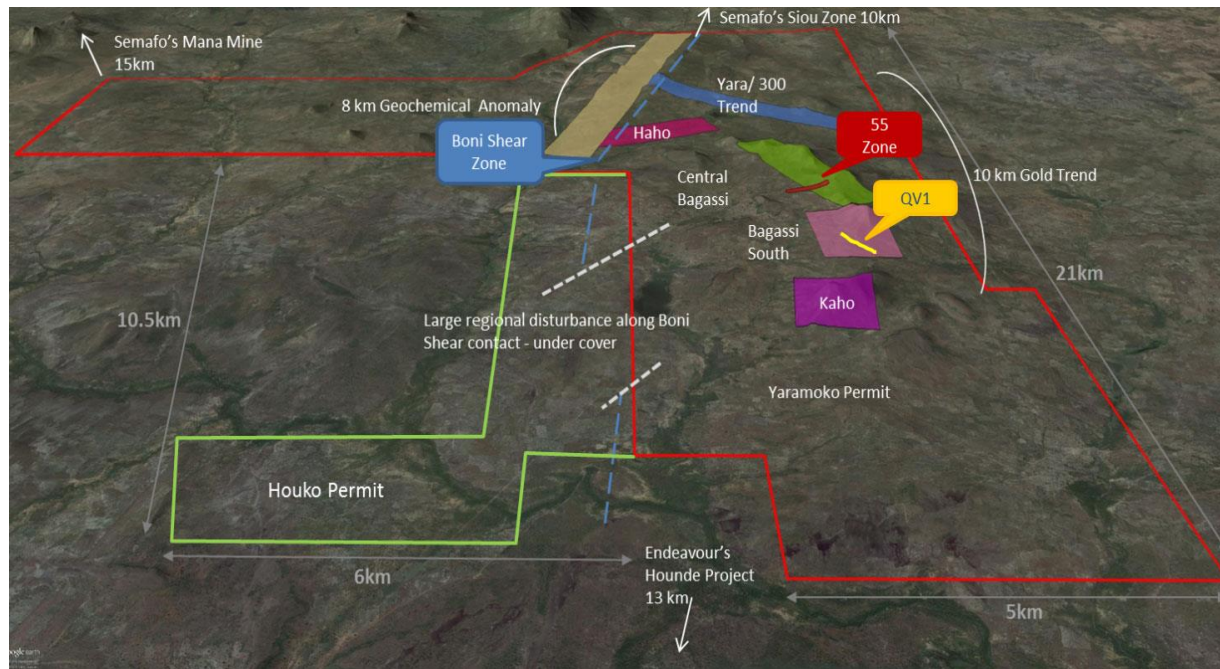 Semafo's Siou Zone 10km
Semafo's Mana Mine
15km
8 km Geochemical Anomaly
Yara/ 300
Trend
55
Zone
Haho
Boni Shear
Zone
Central
Bagassi
10 km Gold Trend
QV1
Bagassi
South
21km
Kaho
10.5km
Large regional disturbance along Boni
Shear contact - under cover
Yaramoko Permit
Houko Permit
Endeavour's
Hounde Project
13 km
6km
5km
google earth